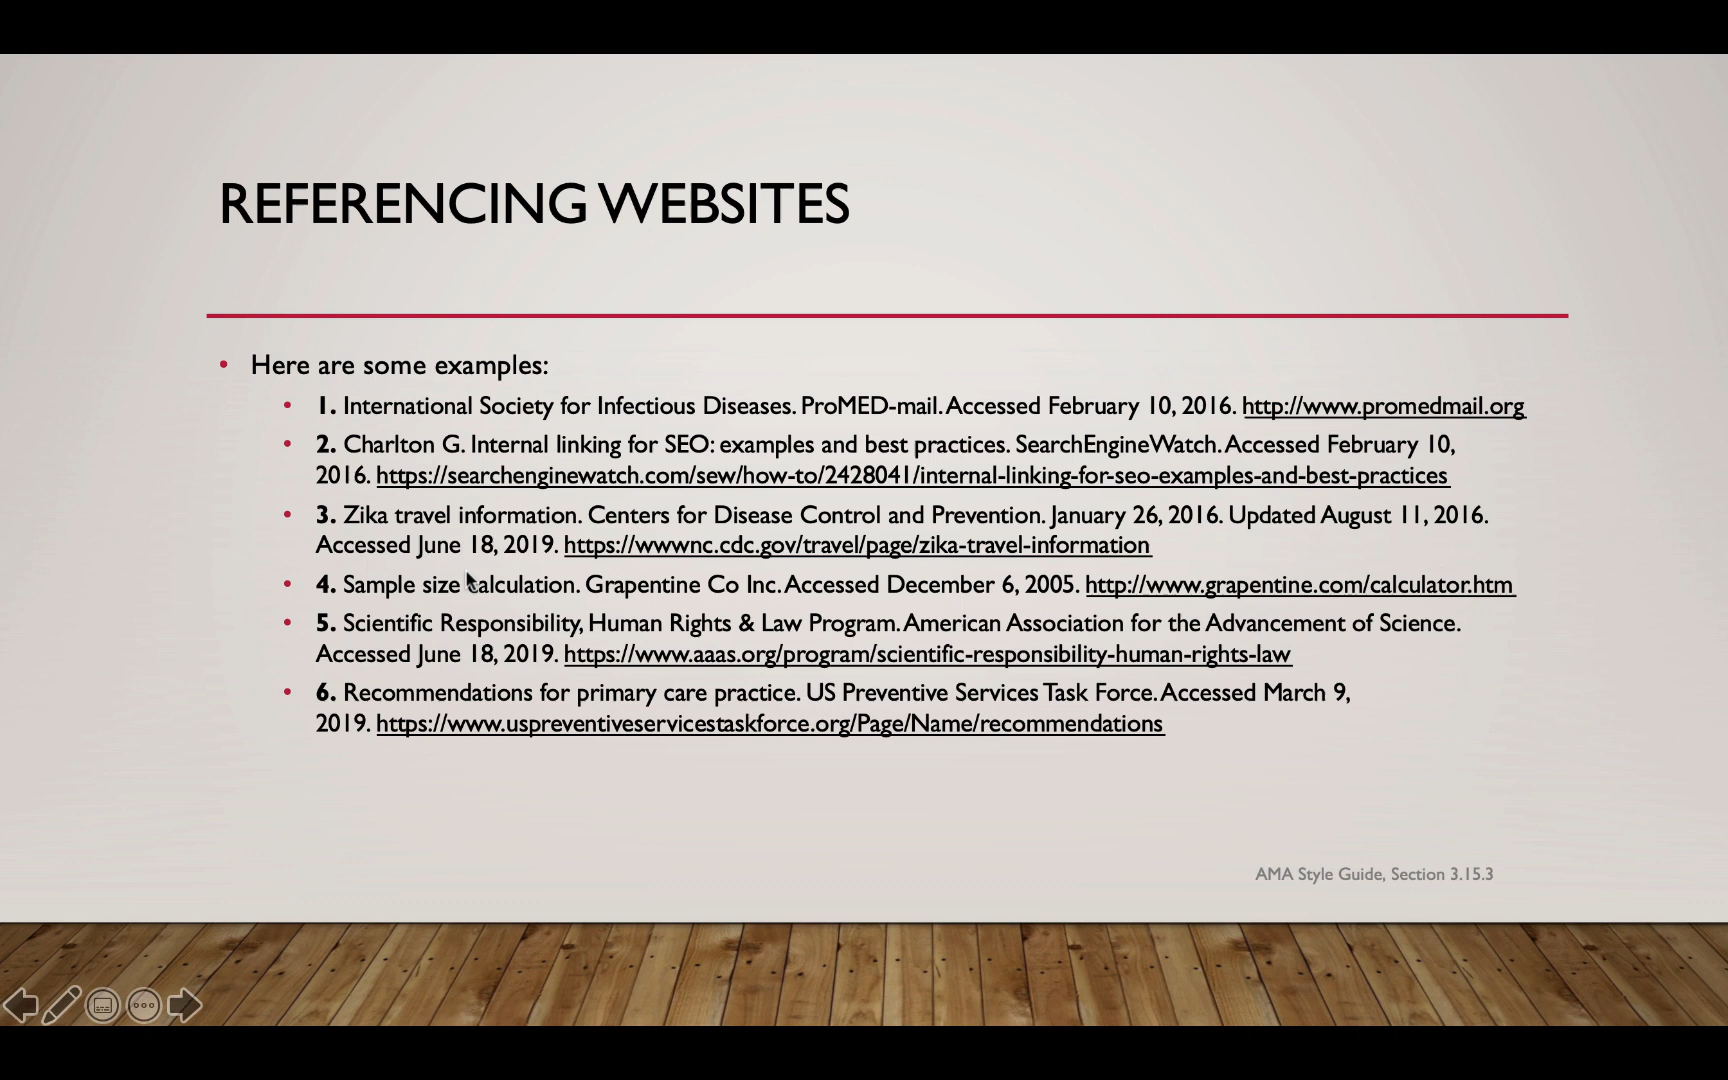 REFERENCING WEBSITES
• Here are some examples:
• 1. International Society for Infectious Diseases. ProMED-mail. Accessed February 10, 2016. http://www.promedmail.org
• 2. Charlton G. Internal linking for SEO: examples and best practices. SearchEngineWatch. Accessed February 10,
2016. https://searchenginewatch.com/sew/how-to/2428041/internal-linking-for-seo-examples-and-best-practices
• 3. Zika travel information. Centers for Disease Control and Prevention. January 26, 2016. Updated August 11, 2016.
Accessed June 18, 2019. https://wwwnc.cdc.gov/travel/page/zika-travel-information
• 4. Sample size calculation. Grapentine Co Inc. Accessed December 6, 2005. http://www.grapentine.com/calculator.htm
• 5. Scientific Responsibility, Human Rights & Law Program. American Association for the Advancement of Science.
Accessed June 18, 2019. https://www.aaas.org/program/scientific-responsibility-human-rights-law
• 6. Recommendations for primary care practice. US Preventive Services Task Force. Accessed March 9,
2019. https://www.uspreventiveservicestaskforce.org/Page/Name/recommendations
AMA Style Guide, Section 3.15.3